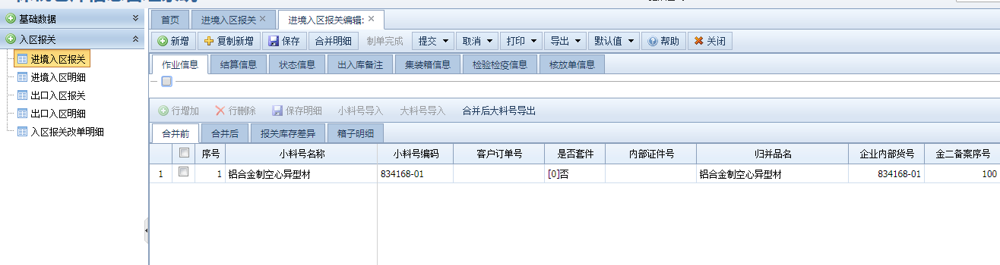 基础数据
入区报关
进境入区报关
进境入区明细
出口入区报关
出口入区明细
入区报关改单明细
首页 进境入区报关 进境入区报关编辑:
新增 复制新增 保存 合并明细 制单完成 提交 取消 打印 导出 默认值 帮助 关闭
作业信息 结算信息 状态信息 出入库备注 集装箱信息 检验检疫信息 核放单信息
行增加 行删除 保存明细 小料号导入 大料号导入 合并后大料号导出
合并前 合并后 报关库存差异 箱子明细
序号 小料号名称 小料号编码 客户订单号 是否套件 内部证件号 归并品名 企业内部货号 金二备案序号
1 1 铝合金制空心异型材 834168-01 [0]否 铝合金制空心异型材 834168-01 100